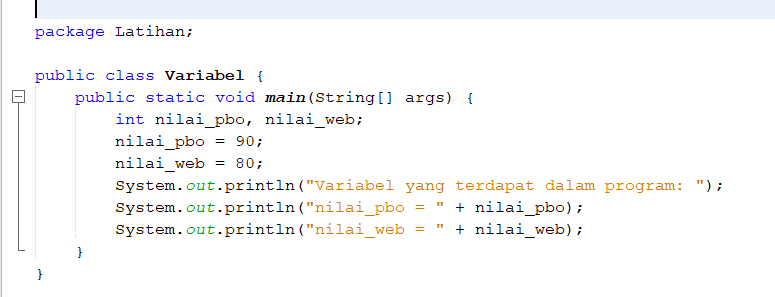 package Latihan;
public class Variabel {
public static void main(String[] args) {
int nilai_pbo, nilai_web;
nilai_pbo = 90;
nilai_web = 80;
System.out.println("Variabel yang terdapat dalam program: ");
System.out.println("nilai_pbo = " + nilai_pbo);
System.out.println("nilai_web = " + nilai_web);
}
}